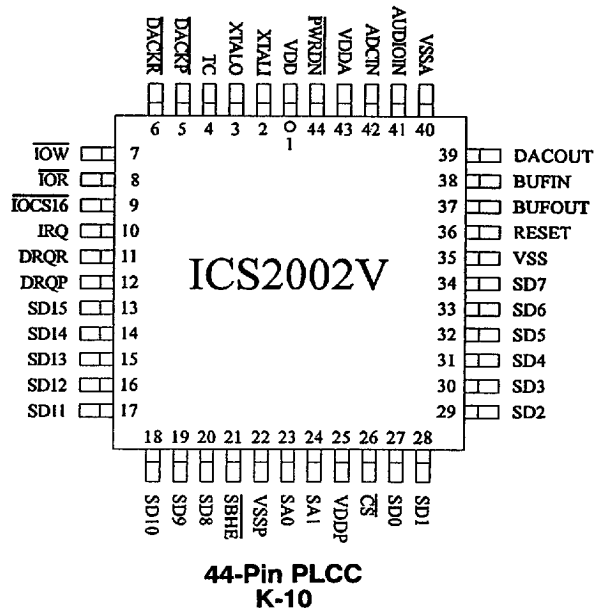 DACKR DACKP TC XTALO XTALI VDD PWRDN VDDA ADCIN AUDIOIN VSSA
6 5 4 3 2 1 44 43 42 41 40
IOW 7
IOR 8
IOCS16 9
IRQ 10
DRQR 11
DRQP 12
SD15 13
SD14 14
SD13 15
SD12 16
SD11 17
ICS2002V
39 DACOUT
38 BUFIN
37 BUFOUT
36 RESET
35 VSS
34 SD7
33 SD6
32 SD5
31 SD4
30 SD3
29 SD2
18 19 20 21 22 23 24 25 26 27 28
SD10 SD9 SD8 SBHE VSSP SA0 SA1 VDDP CS SD0 SD1
44-Pin PLCC
K-10